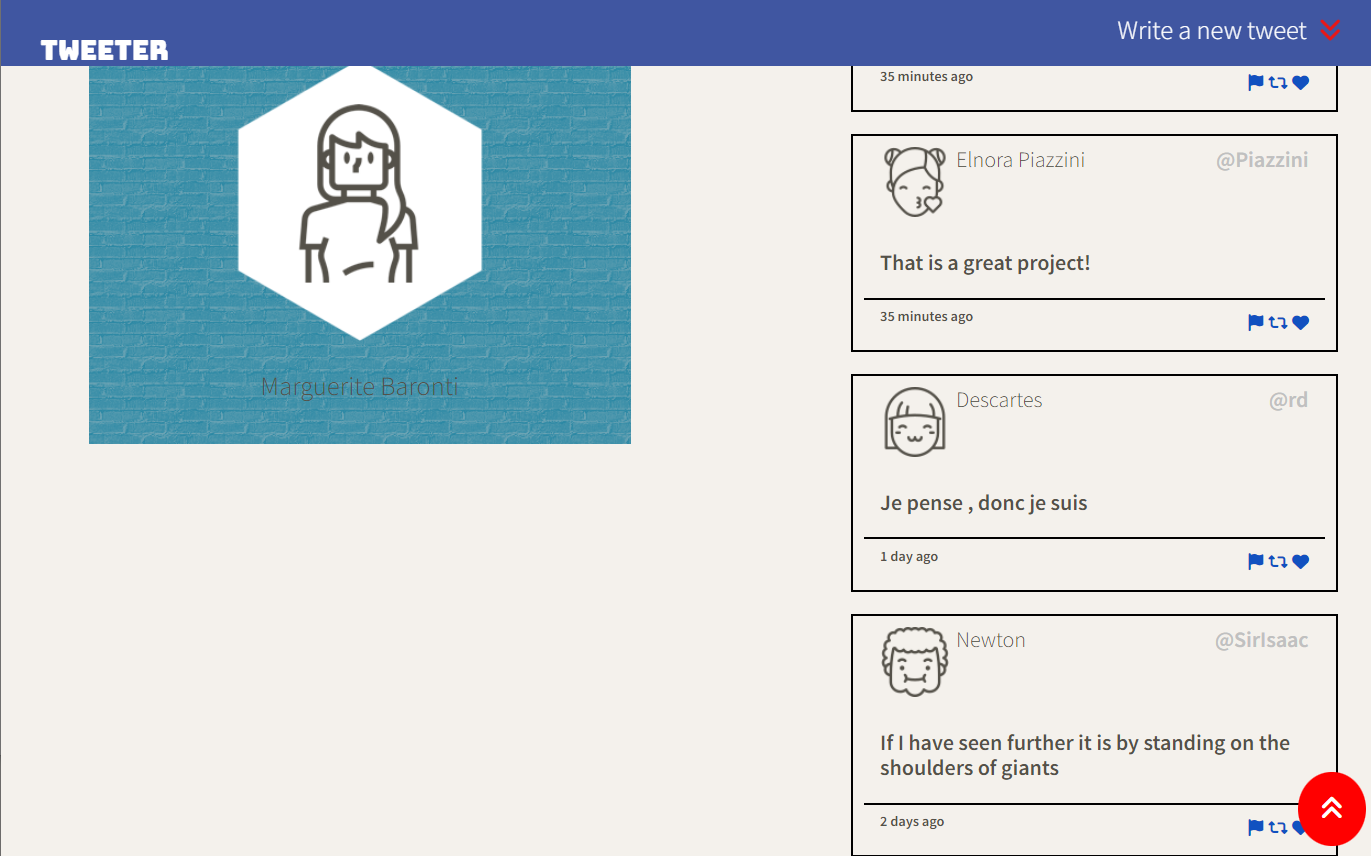 TWEETER
Write a new tweet
Marguerite Baronti
35 minutes ago
Elnora Piazzini @Piazzini
That is a great project!
35 minutes ago
Descartes @rd
Je pense , donc je suis
1 day ago
Newton @SirIsaac
If I have seen further it is by standing on the
shoulders of giants
2 days ago